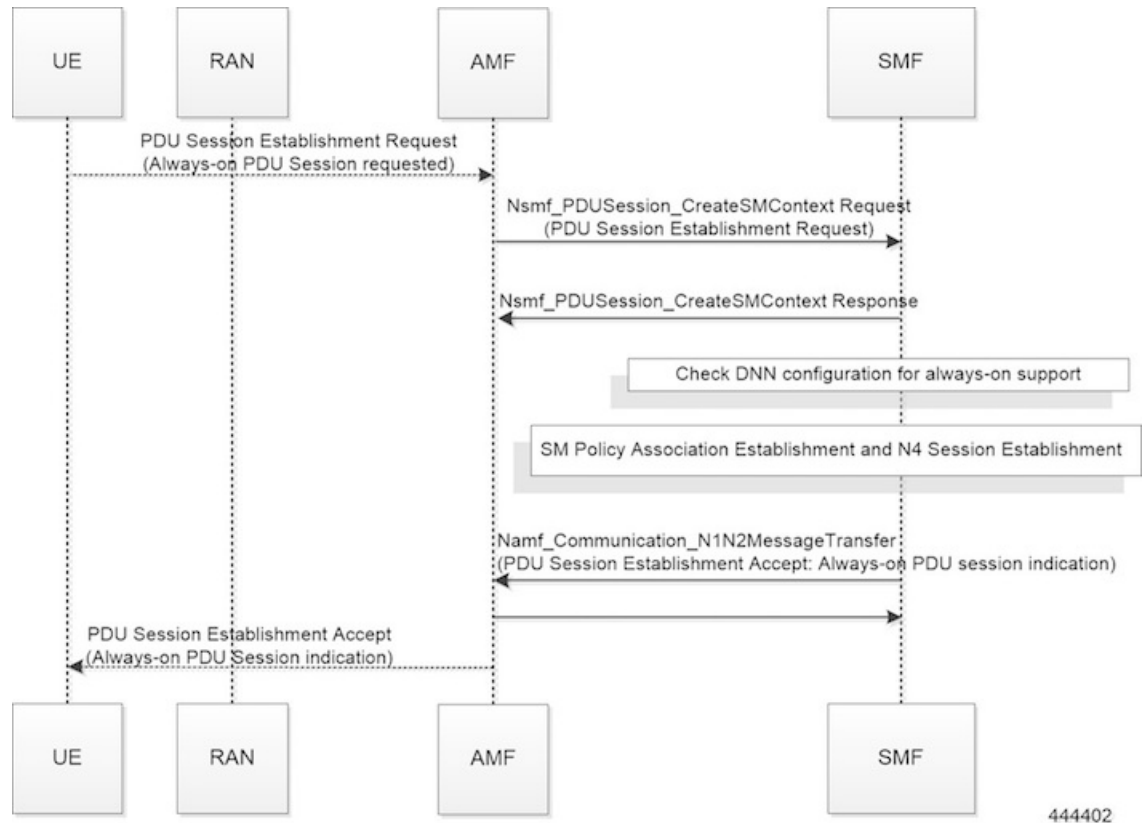 UE
RAN
AMF
SMF
PDU Session Establishment Request
(Always-on PDU Session requested)
Nsmf_PDUSession_CreateSMContext Request
(PDU Session Establishment Request)
Nsmf_PDUSession_CreateSMContext Response
Check DNN configuration for always-on support
SM Policy Association Establishment and N4 Session Establishment
Namf_Communication_N1N2MessageTransfer
(PDU Session Establishment Accept: Always-on PDU session indication)
PDU Session Establishment Accept
(Always-on PDU Session indication)
UE
RAN
AMF
SMF
444402